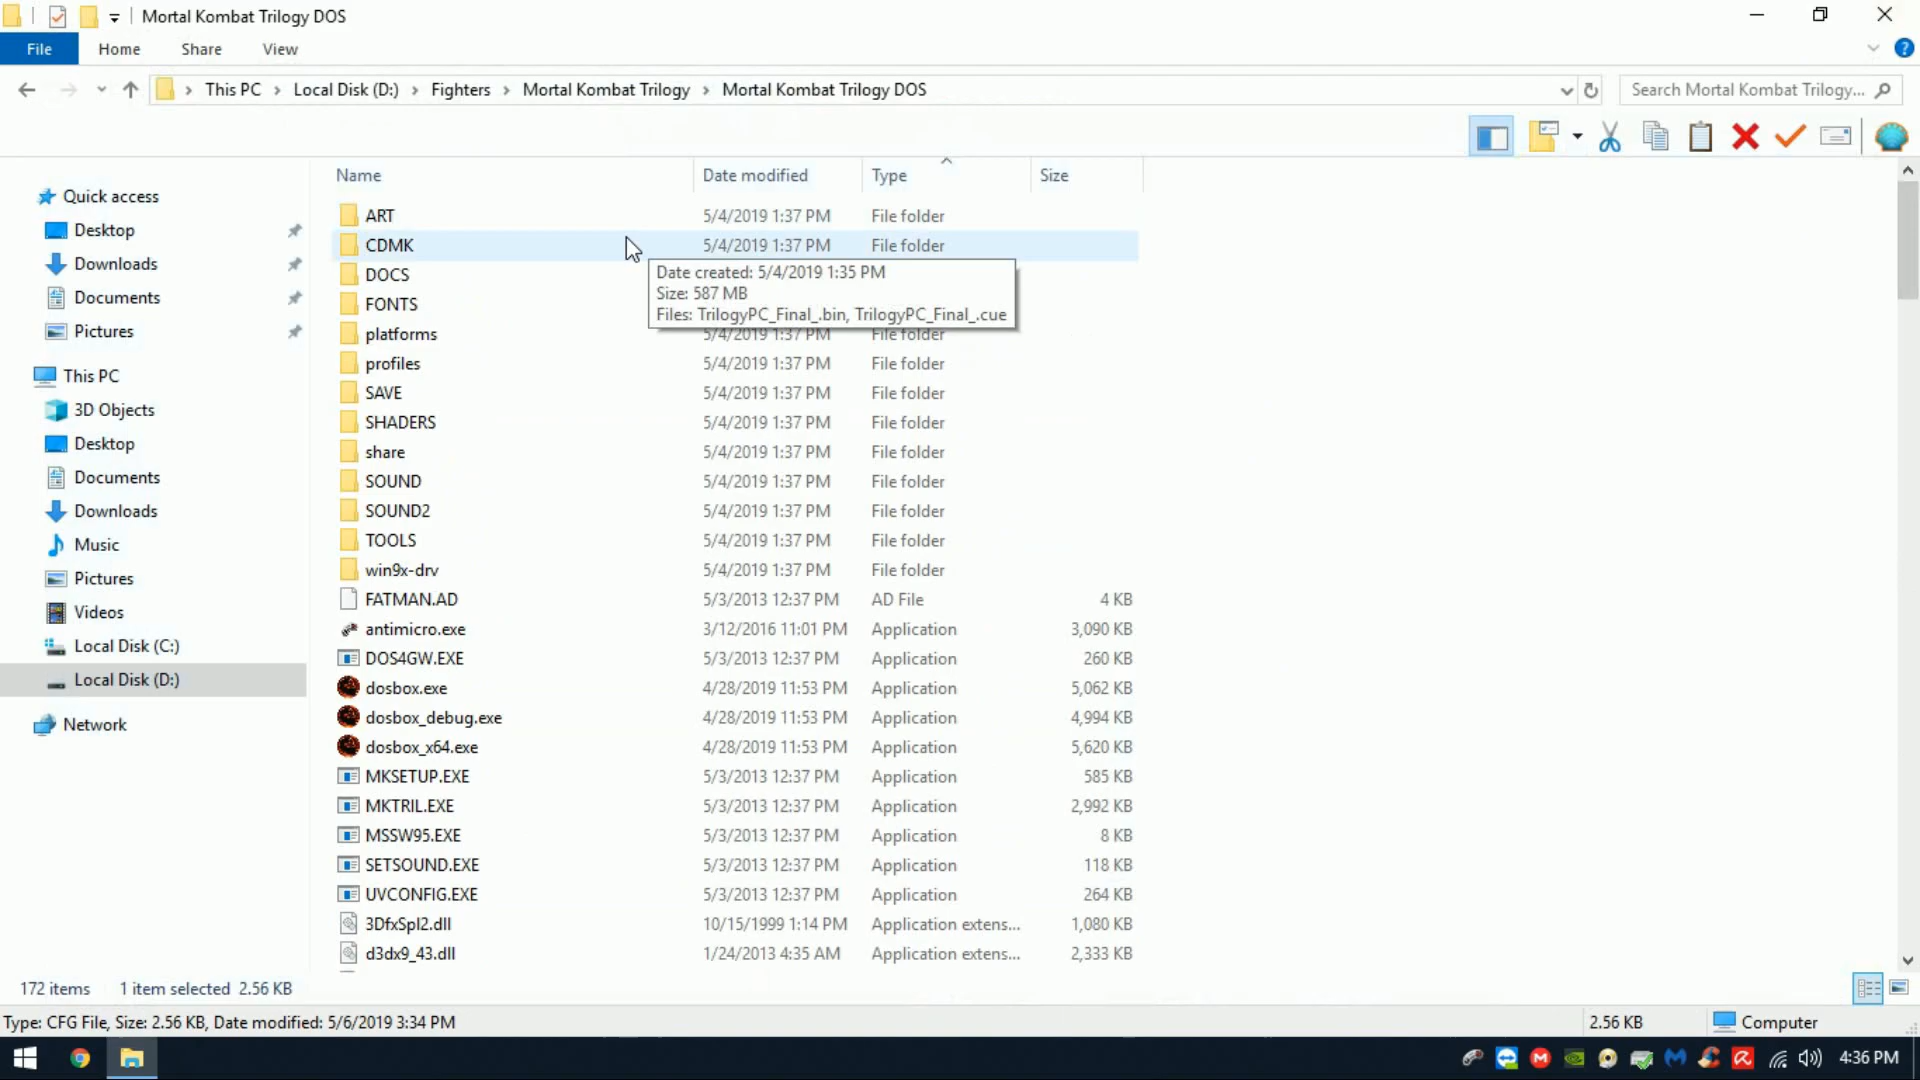 Mortal Kombat Trilogy DOS
File Home Share View
This PC Local Disk (D:) Fighters Mortal Kombat Trilogy Mortal Kombat Trilogy DOS Search Mortal Kombat Trilogy...
Name Date modified Type Size
Quick access
Desktop
Downloads
Documents
Pictures
This PC
3D Objects
Desktop
Documents
Downloads
Music
Pictures
Videos
Local Disk (C:)
Local Disk (D:)
Network
ART 5/4/2019 1:37 PM File folder
CDMK 5/4/2019 1:37 PM File folder
DOCS
FONTS
Date created: 5/4/2019 1:35 PM
Size: 587 MB
Files: TrilogyPC_Final_.bin, TrilogyPC_Final_.cue
platforms 5/4/2019 1:37 PM File folder
profiles 5/4/2019 1:37 PM File folder
SAVE 5/4/2019 1:37 PM File folder
SHADERS 5/4/2019 1:37 PM File folder
share 5/4/2019 1:37 PM File folder
SOUND 5/4/2019 1:37 PM File folder
SOUND2 5/4/2019 1:37 PM File folder
TOOLS 5/4/2019 1:37 PM File folder
win9x-drv 5/4/2019 1:37 PM File folder
FATMAN.AD 5/3/2013 12:37 PM AD File 4 KB
antimicro.exe 3/12/2016 11:01 PM Application 3,090 KB
DOS4GW.EXE 5/3/2013 12:37 PM Application 260 KB
dosbox.exe 4/28/2019 11:53 PM Application 5,062 KB
dosbox_debug.exe 4/28/2019 11:53 PM Application 4,994 KB
dosbox_x64.exe 4/28/2019 11:53 PM Application 5,620 KB
MKSETUP.EXE 5/3/2013 12:37 PM Application 585 KB
MKTRIL.EXE 5/3/2013 12:37 PM Application 2,992 KB
MSSW95.EXE 5/3/2013 12:37 PM Application 8 KB
SETSOUND.EXE 5/3/2013 12:37 PM Application 118 KB
UVCONFIG.EXE 5/3/2013 12:37 PM Application 264 KB
3DfxSpl2.dll 10/15/1999 1:14 PM Application extens... 1,080 KB
d3dx9_43.dll 1/24/2013 4:35 AM Application extens... 2,333 KB
172 items 1 item selected 2.56 KB
Type: CFG File, Size: 2.56 KB, Date modified: 5/6/2019 3:34 PM 2.56 KB Computer
4:36 PM